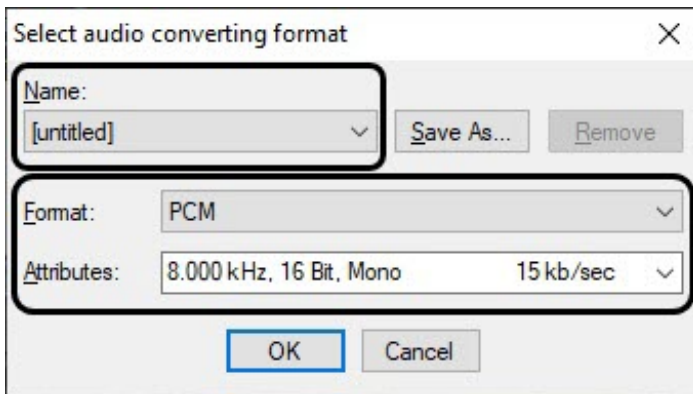 Select audio converting format
Name:
[untitled]
Save As...
Remove
Format:
PCM
Attributes:
8.000 kHz, 16 Bit, Mono 15 kb/sec
OK
Cancel